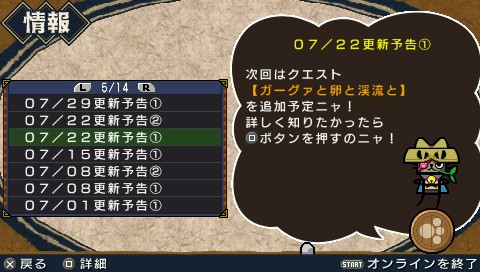 情報
L 5/14 R
07/29更新予告①
07/22更新予告②
07/22更新予告①
07/15更新予告①
07/08更新予告②
07/08更新予告①
07/01更新予告①
07/22更新予告①
次回はクエスト
【ガーグァと卵と渓流と】
を追加予定ニャ！
詳しく知りたかったら
□ボタンを押すのニャ！
×戻る □詳細
START オンラインを終了